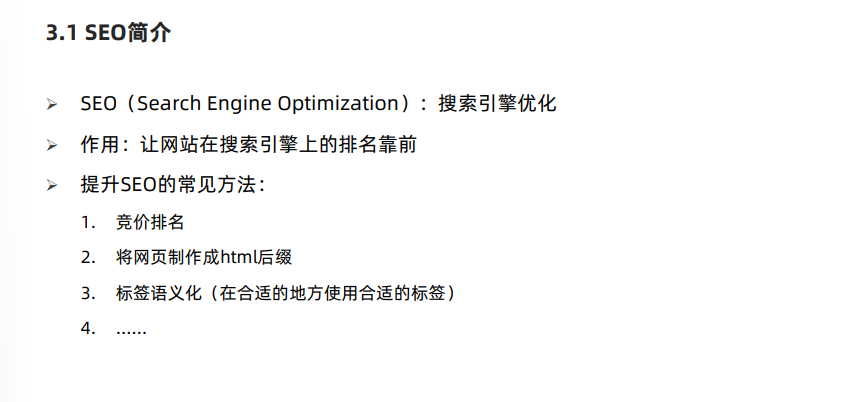 3.1 SEO简介
➢ SEO（Search Engine Optimization）：搜索引擎优化
➢ 作用：让网站在搜索引擎上的排名靠前
➢ 提升SEO的常见方法：
1. 竞价排名
2. 将网页制作成html后缀
3. 标签语义化（在合适的地方使用合适的标签）
4. ......